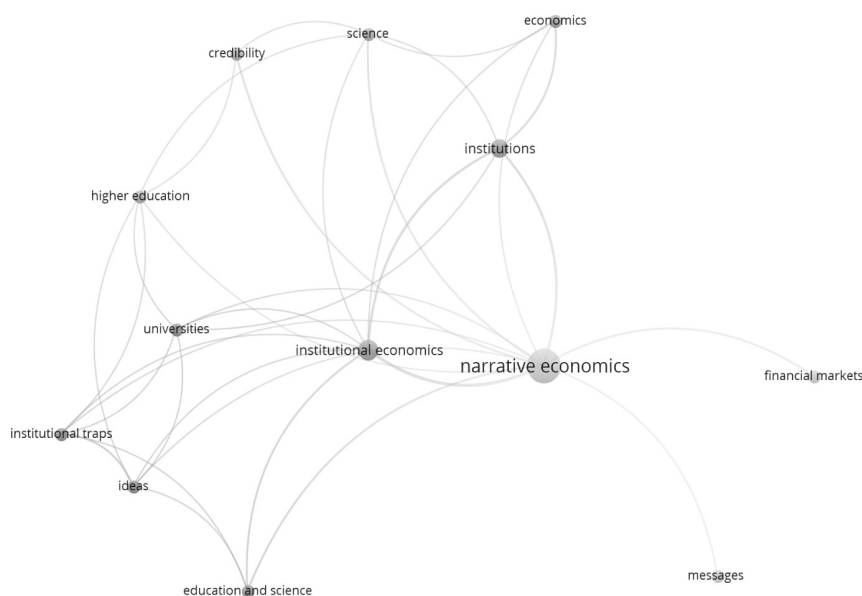 economics
science
credibility
institutions
higher education
universities
institutional economics
narrative economics
financial markets
institutional traps
ideas
messages
education and science